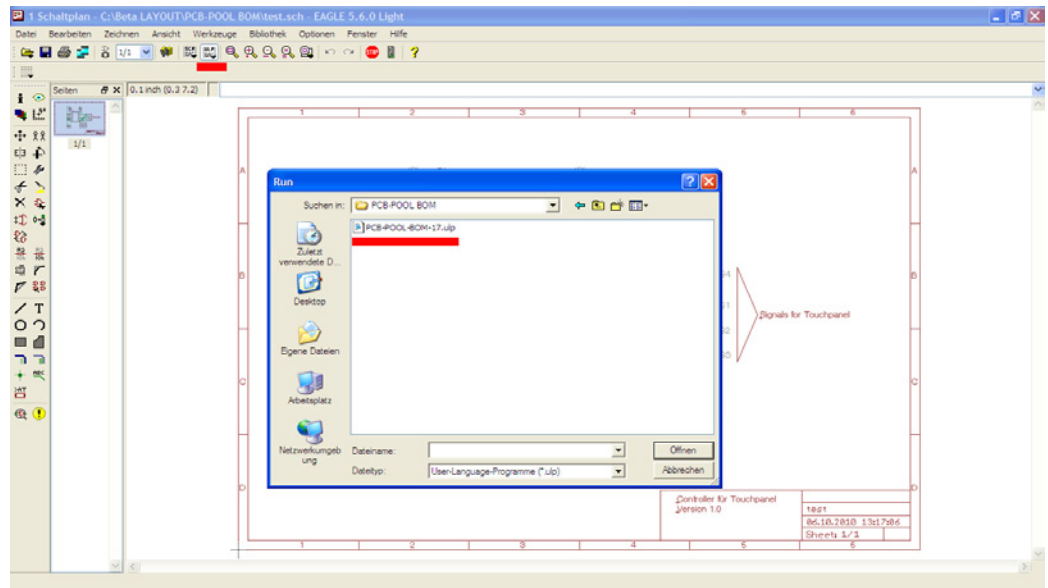 1 Schaltplan - C:\Beta LAYOUT\PCB-POOL BOM\test.sch - EAGLE 5.6.0 Light
Datei Bearbeiten Zeichnen Ansicht Werkzeuge Bibliothek Optionen Fenster Hilfe
1/1
STOP
Seiten
0.1 inch (0.3 7.2)
1/1
1 2 3 4 5 6
A A
Run
Suchen in: PCB-POOL BOM
PCB-POOL-BOM-17.ulp
Zuletzt
verwendete D...
B B
Desktop
Signals for Touchpanel
Eigene Dateien
C C
Arbeitsplatz
Netzwerkumgeb
ung
Dateiname: Öffnen
Dateityp: User-Language-Programme (*.ulp) Abbrechen
D D
Controller für Touchpanel
Version 1.0
test
06.10.2010 13:17:06
Sheet: 1/1
1 2 3 4 5 6